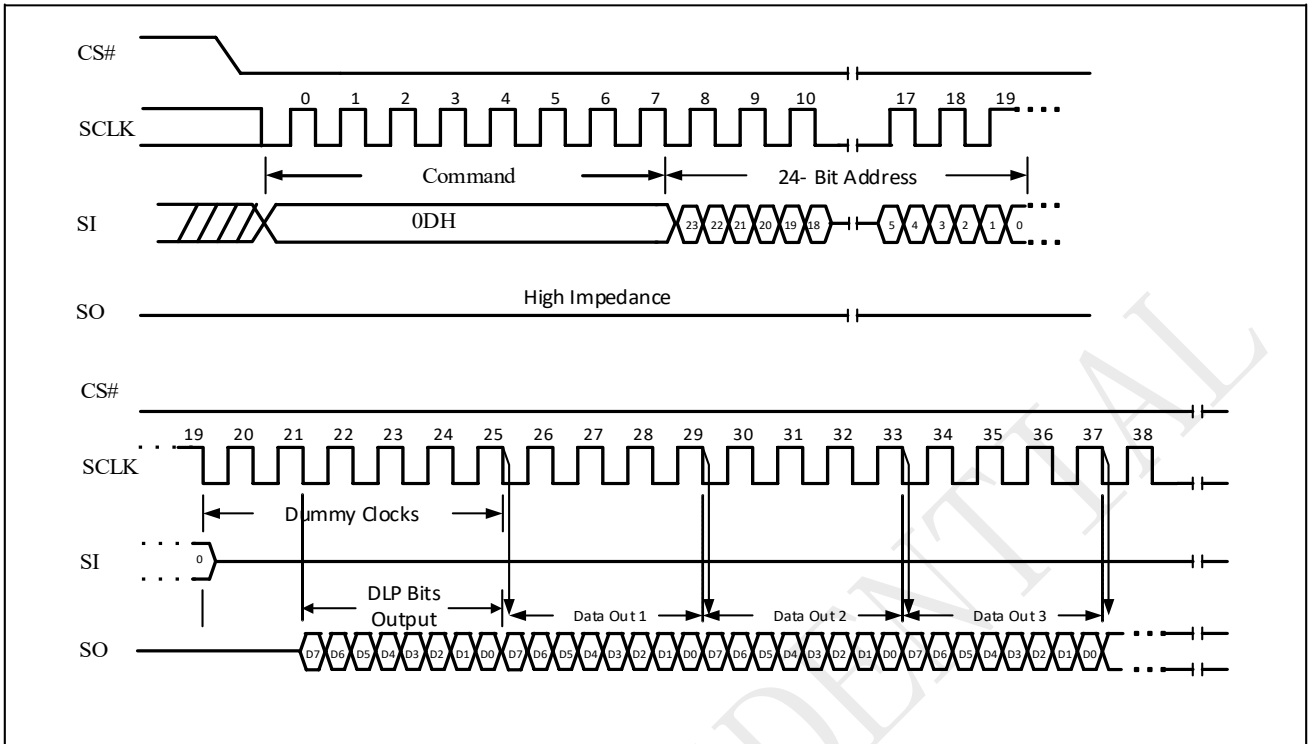 CS#
0 1 2 3 4 5 6 7 8 9 10 17 18 19
SCLK
Command 24- Bit Address
SI 0DH 23 22 21 20 19 18 5 4 3 2 1 0
High Impedance
SO
CS#
19 20 21 22 23 24 25 26 27 28 29 30 31 32 33 34 35 36 37 38
SCLK
Dummy Clocks
SI 0
DLP Bits
Output Data Out 1 Data Out 2 Data Out 3
SO D7 D6 D5 D4 D3 D2 D1 D0 D7 D6 D5 D4 D3 D2 D1 D0 D7 D6 D5 D4 D3 D2 D1 D0 D7 D6 D5 D4 D3 D2 D1 D0
DENTIAL